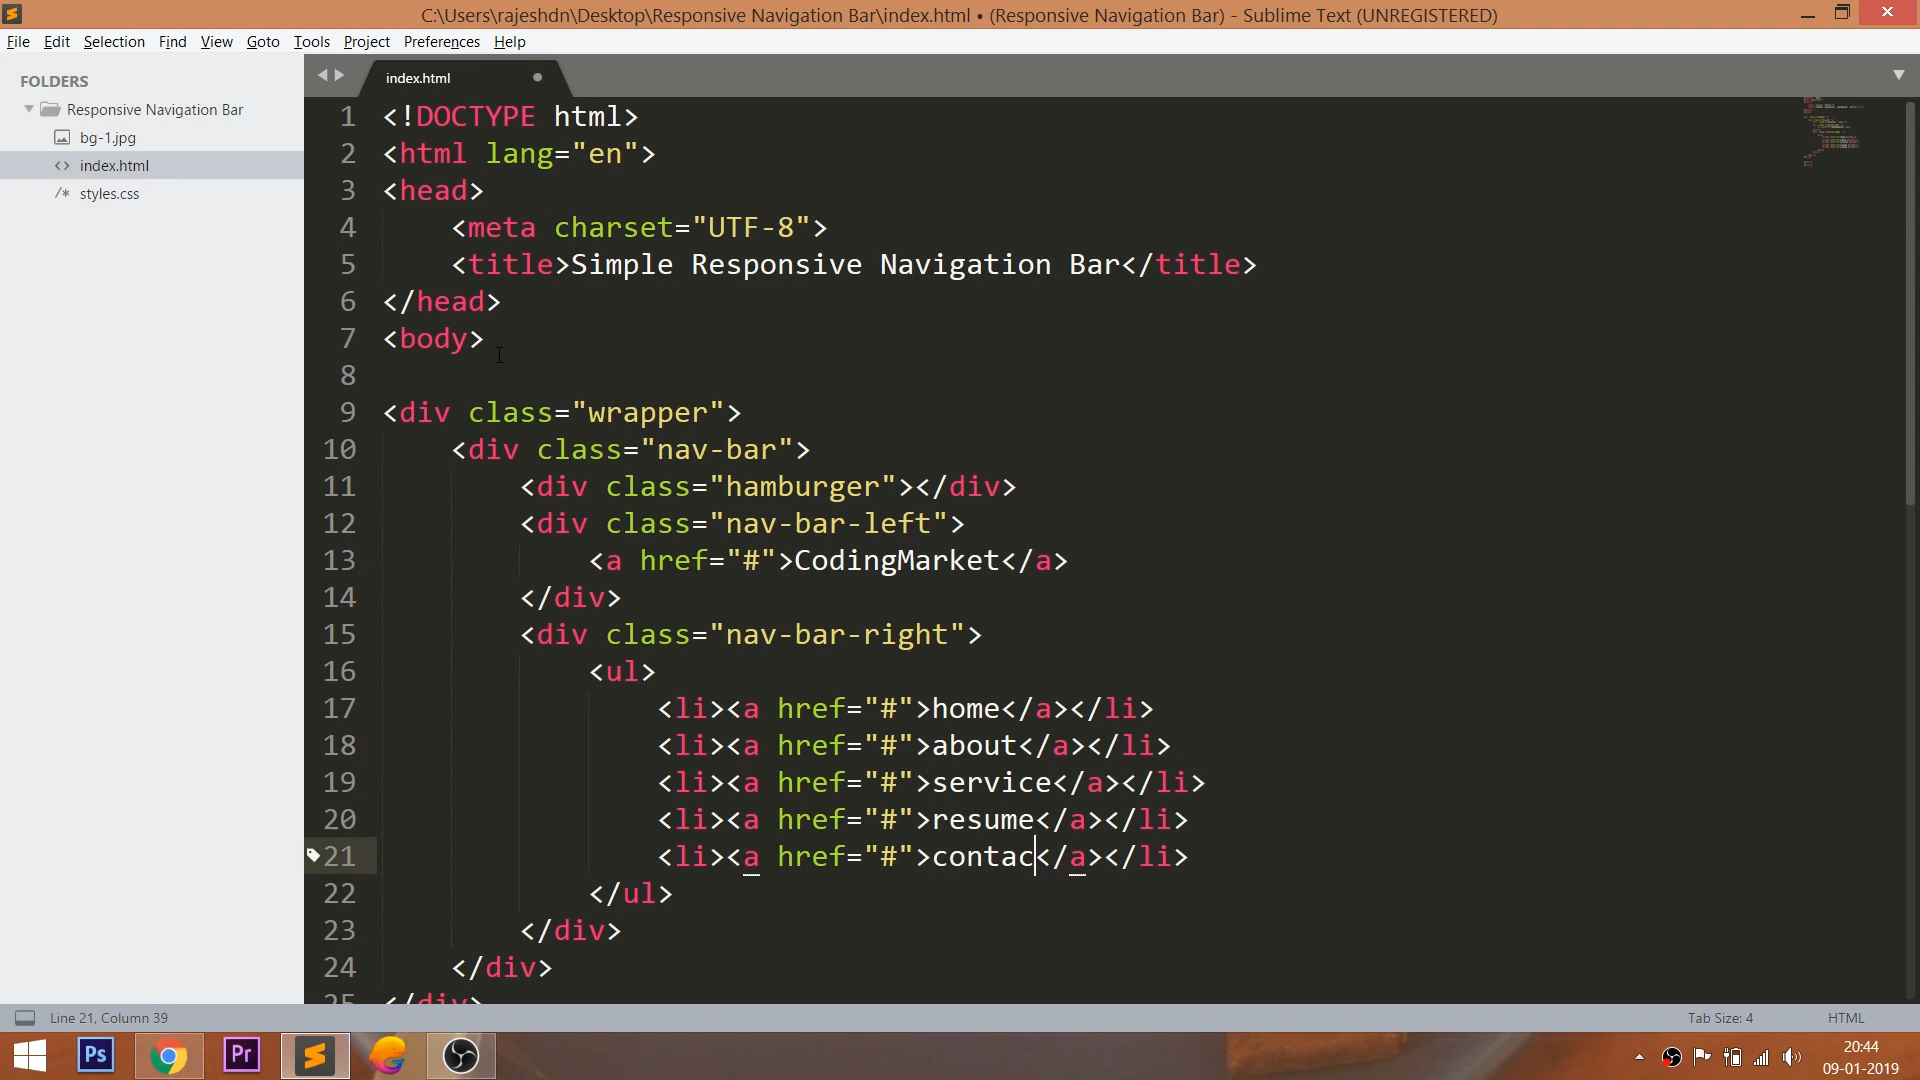 C:\Users\rajeshdn\Desktop\Responsive Navigation Bar\index.html • (Responsive Navigation Bar) - Sublime Text (UNREGISTERED)
File Edit Selection Find View Goto Tools Project Preferences Help
FOLDERS
Responsive Navigation Bar
bg-1.jpg
<> index.html
/* styles.css
index.html
1 <!DOCTYPE html>
2 <html lang="en">
3 <head>
4     <meta charset="UTF-8">
5     <title>Simple Responsive Navigation Bar</title>
6 </head>
7 <body>
8
9 <div class="wrapper">
10     <div class="nav-bar">
11         <div class="hamburger"></div>
12         <div class="nav-bar-left">
13             <a href="#">CodingMarket</a>
14         </div>
15         <div class="nav-bar-right">
16             <ul>
17                 <li><a href="#">home</a></li>
18                 <li><a href="#">about</a></li>
19                 <li><a href="#">service</a></li>
20                 <li><a href="#">resume</a></li>
21                 <li><a href="#">contac</a></li>
22             </ul>
23         </div>
24     </div>
25 </div>
Line 21, Column 39
Tab Size: 4
HTML
Ps
Pr
20:44
09-01-2019